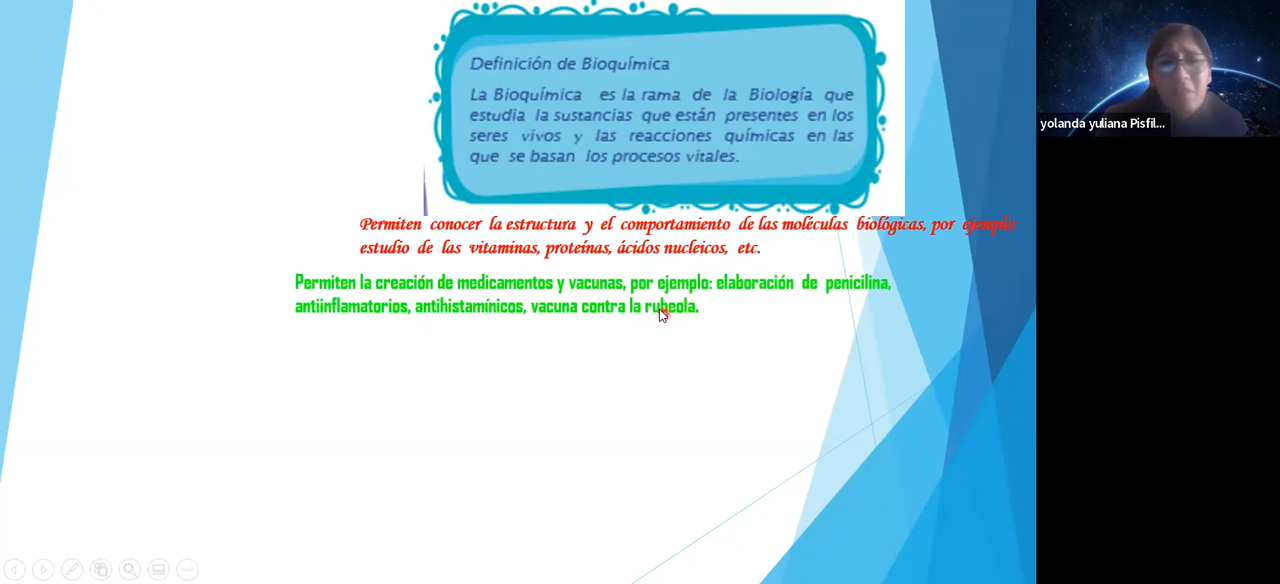 Definición de Bioquímica
La Bioquímica es la rama de la Biología que
estudia la sustancias que están presentes en los
seres vivos y las reacciones químicas en las
que se basan los procesos vitales.
Permiten conocer la estructura y el comportamiento de las moléculas biológicas, por ejemplo:
estudio de las vitaminas, proteínas, ácidos nucleicos, etc.
Permiten la creación de medicamentos y vacunas, por ejemplo: elaboración de penicilina,
antiinflamatorios, antihistamínicos, vacuna contra la rubeola.
yolanda yuliana Pisfil...